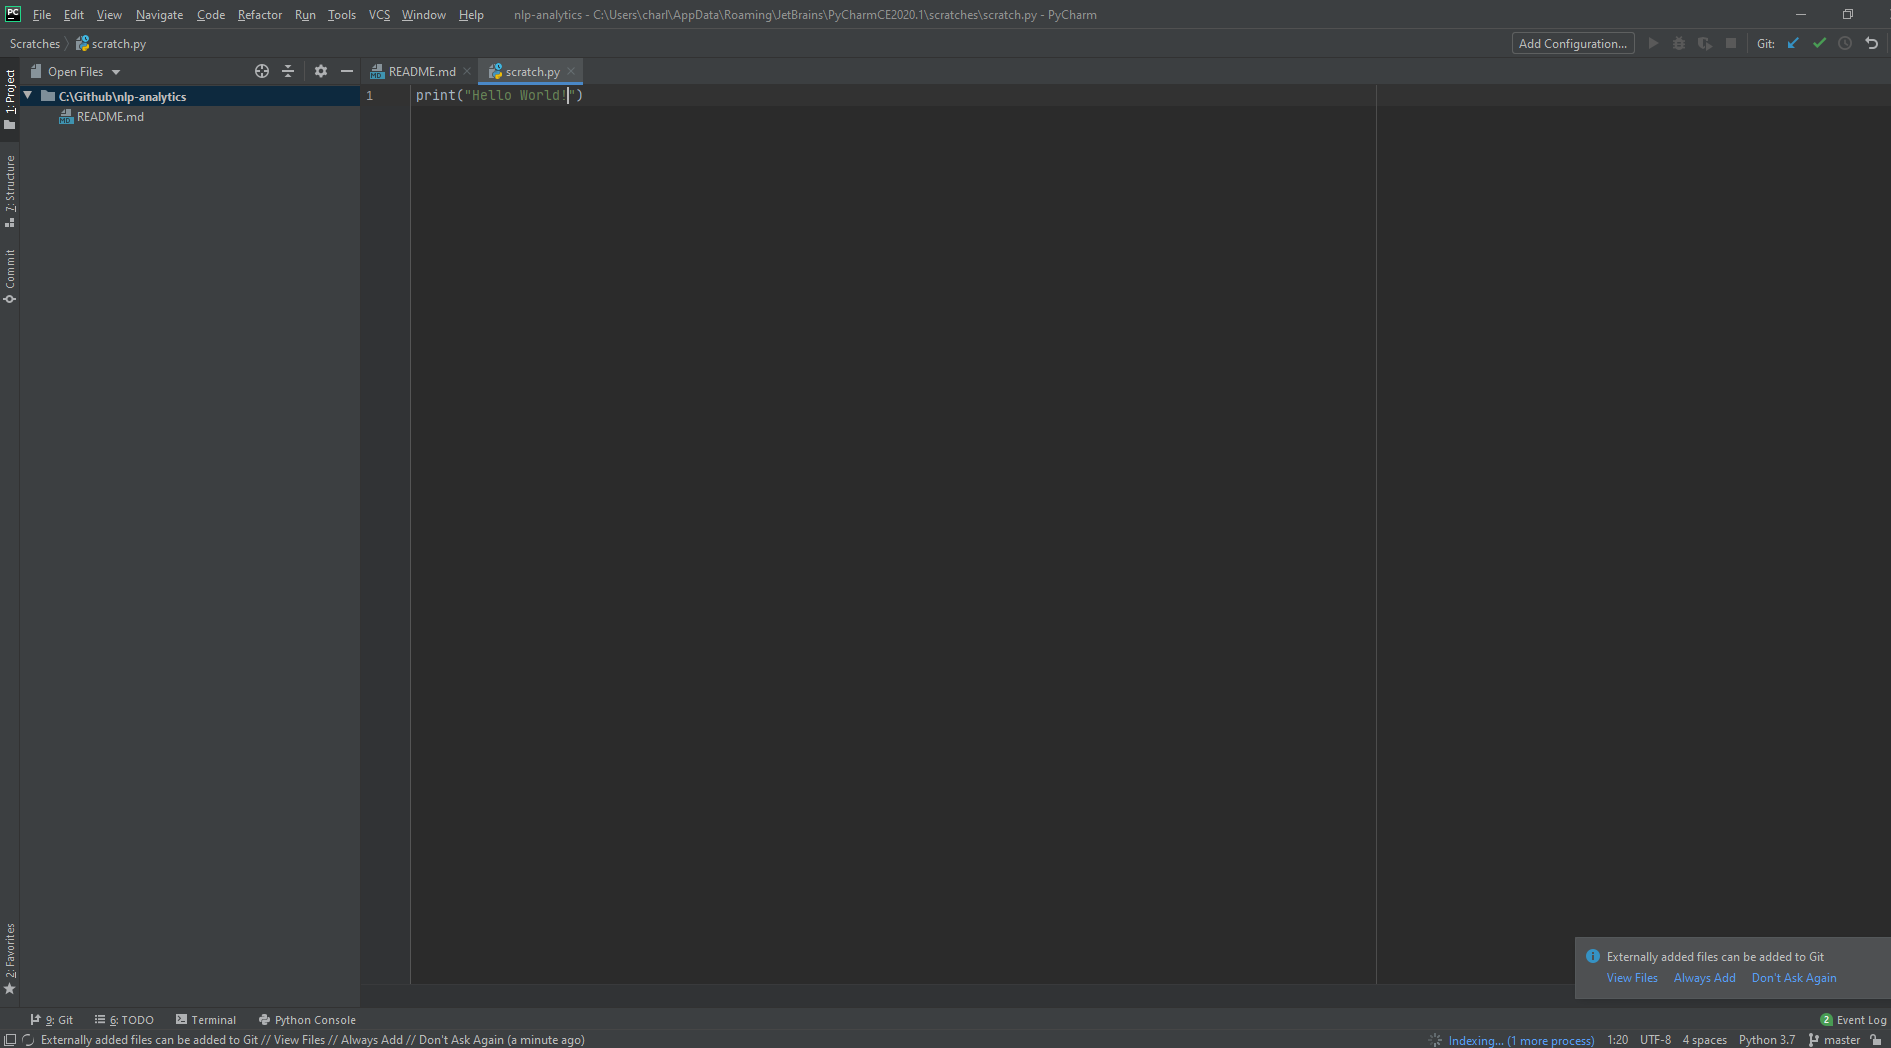 PC File Edit View Navigate Code Refactor Run Tools VCS Window Help nlp-analytics - C:\Users\charl\AppData\Roaming\JetBrains\PyCharmCE2020.1\scratches\scratch.py - PyCharm
Scratches scratch.py Add Configuration... Git:
Open Files README.md scratch.py
1: Project
C:\Github\nlp-analytics
README.md
1 print("Hello World!")
7: Structure
Commit
2: Favorites
Externally added files can be added to Git
View Files Always Add Don't Ask Again
9: Git 6: TODO Terminal Python Console 2 Event Log
Externally added files can be added to Git // View Files // Always Add // Don't Ask Again (a minute ago) Indexing... (1 more process) 1:20 UTF-8 4 spaces Python 3.7 master